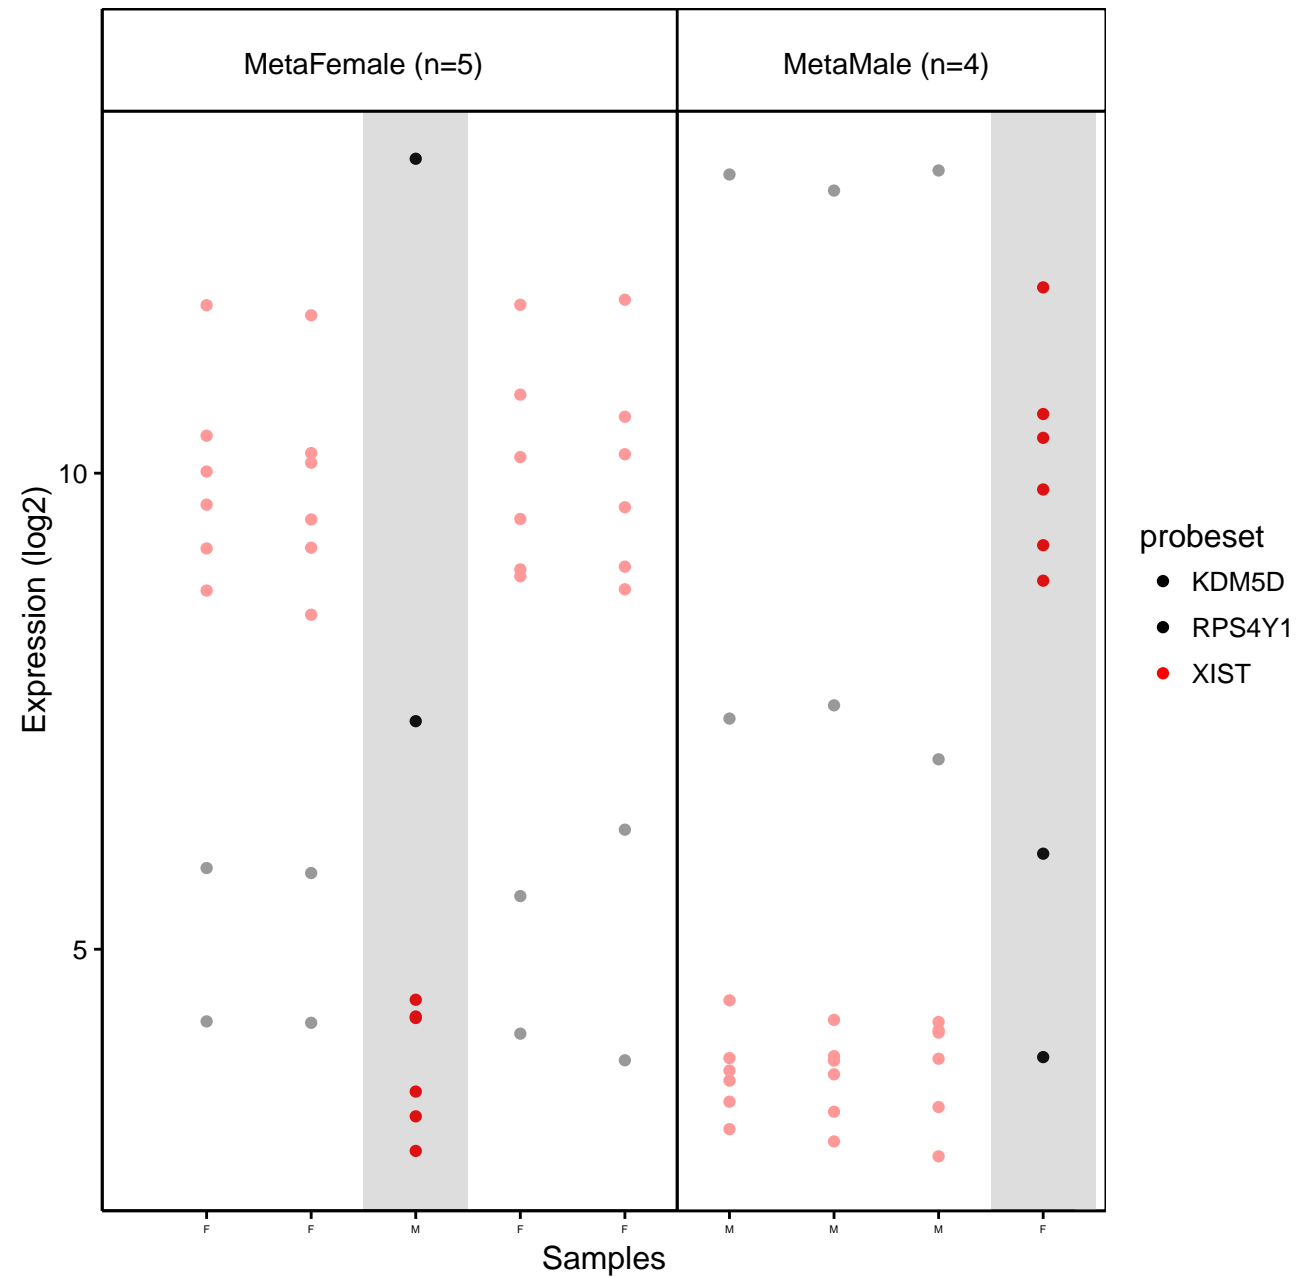 MetaFemale (n=5) MetaMale (n=4)
Expression (log2)
10
5
F F M F F M M M F
Samples
probeset
KDM5D
RPS4Y1
XIST